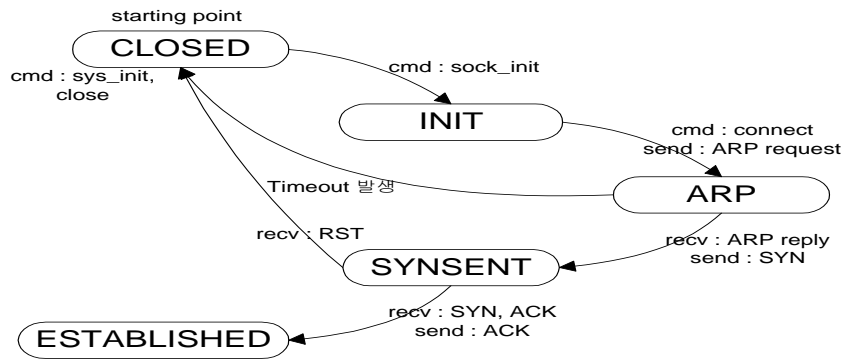 starting point
CLOSED
cmd : sys_init,
close
cmd : sock_init
INIT
cmd : connect
send : ARP request
ARP
Timeout 발생
recv : ARP reply
send : SYN
recv : RST
SYNSENT
recv : SYN, ACK
send : ACK
ESTABLISHED